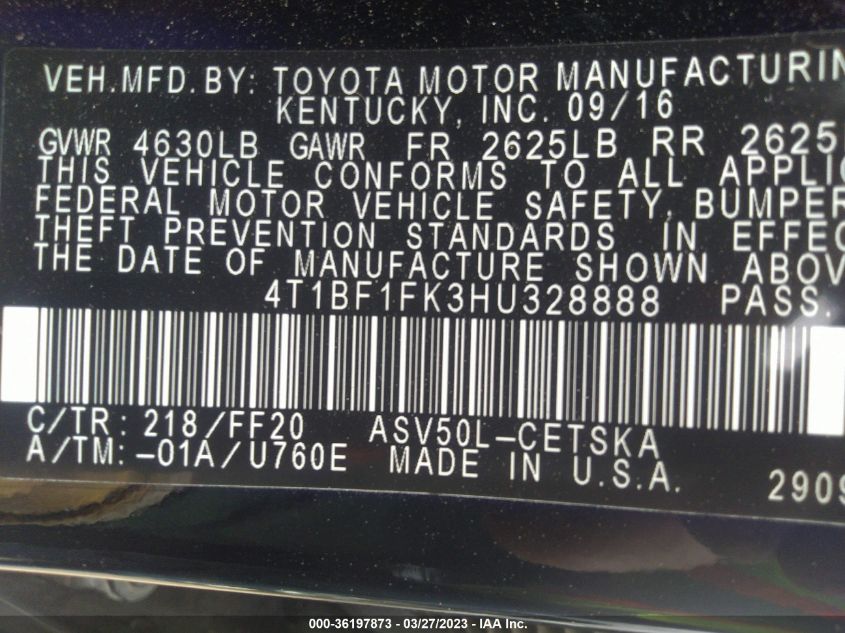 VEH.MFD.BY: TOYOTA MOTOR MANUFACTURIN
KENTUCKY, INC. 09/16
GVWR 4630LB GAWR FR 2625LB RR 2625
THIS VEHICLE CONFORMS TO ALL APPLIC
FEDERAL MOTOR VEHICLE SAFETY, BUMPER
THEFT PREVENTION STANDARDS IN EFFEC
THE DATE OF MANUFACTURE SHOWN ABOV
4T1BF1FK3HU328888 PASS.
C/TR: 218/FF20 ASV50L-CETSKA
A/TM: -01A/U760E MADE IN U.S.A.
2909
000-36197873 / 03/27/2023 / IAA Inc.